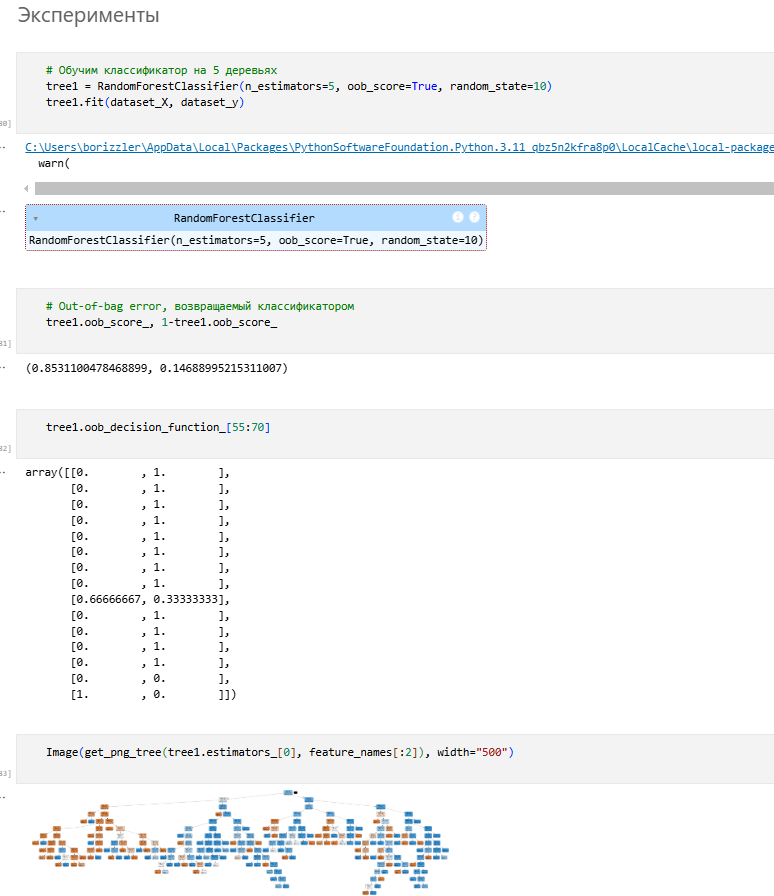 Эксперименты
# Обучим классификатор на 5 деревьях
tree1 = RandomForestClassifier(n_estimators=5, oob_score=True, random_state=10)
tree1.fit(dataset_X, dataset_y)
C:\Users\borizzler\AppData\Local\Packages\PythonSoftwareFoundation.Python.3.11_qbz5n2kfra8p0\LocalCache\local-package
warn(
RandomForestClassifier
RandomForestClassifier(n_estimators=5, oob_score=True, random_state=10)
# Out-of-bag error, возвращаемый классификатором
tree1.oob_score_, 1-tree1.oob_score_
(0.8531100478468899, 0.14688995215311007)
tree1.oob_decision_function_[55:70]
array([[0.        , 1.        ],
[0.        , 1.        ],
[0.        , 1.        ],
[0.        , 1.        ],
[0.        , 1.        ],
[0.        , 1.        ],
[0.        , 1.        ],
[0.        , 1.        ],
[0.66666667, 0.33333333],
[0.        , 1.        ],
[0.        , 1.        ],
[0.        , 1.        ],
[0.        , 1.        ],
[0.        , 0.        ],
[1.        , 0.        ]])
Image(get_png_tree(tree1.estimators_[0], feature_names[:2]), width="500")